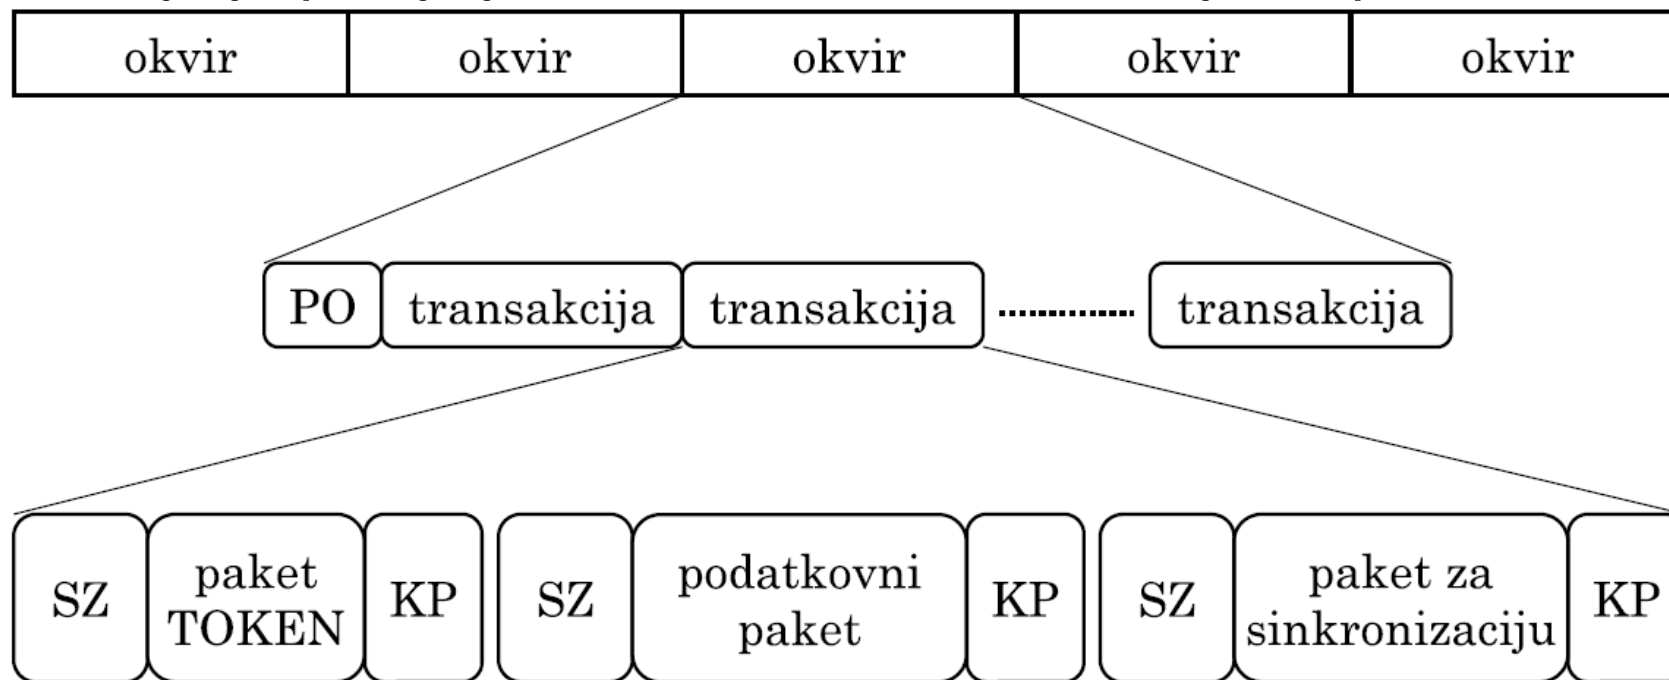 okvir okvir okvir okvir okvir
PO transakcija transakcija transakcija
SZ paket TOKEN KP SZ podatkovni paket KP SZ paket za sinkronizaciju KP